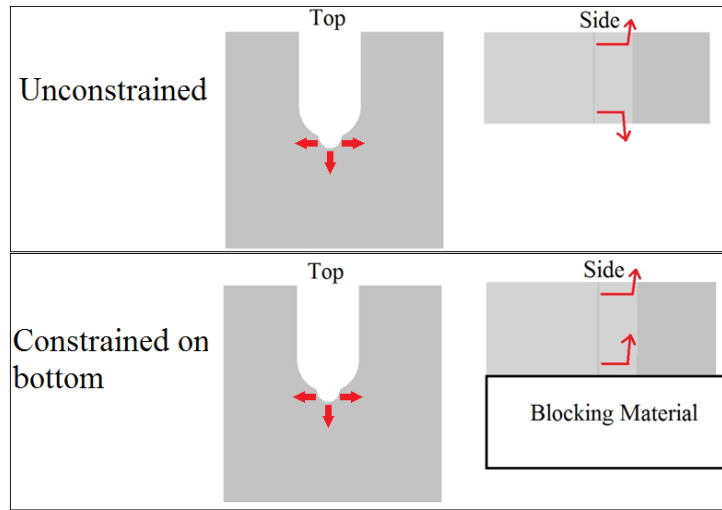 Top
Side
Unconstrained
Top
Side
Constrained on
bottom
Blocking Material